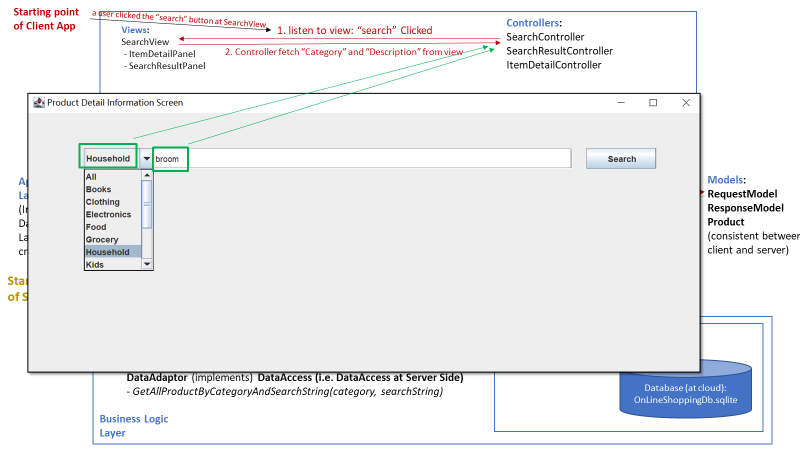 Starting point
of Client App
a user clicked the "search" button at SearchView
1. listen to view: "search" Clicked
2. Controller fetch "Category" and "Description" from view
Views:
SearchView
- ItemDetailPanel
- SearchResultPanel
Controllers:
SearchController
SearchResultController
ItemDetailController
Product Detail Information Screen
Household
broom
Search
All
Books
Clothing
Electronics
Food
Grocery
Household
Kids
Models:
RequestModel
ResponseModel
Product
(consistent between
client and server)
of S
DataAdaptor (implements) DataAccess (i.e. DataAccess at Server Side)
- GetAllProductByCategoryAndSearchString(category, searchString)
Business Logic
Layer
Database (at cloud):
OnLineShoppingDb.sqlite